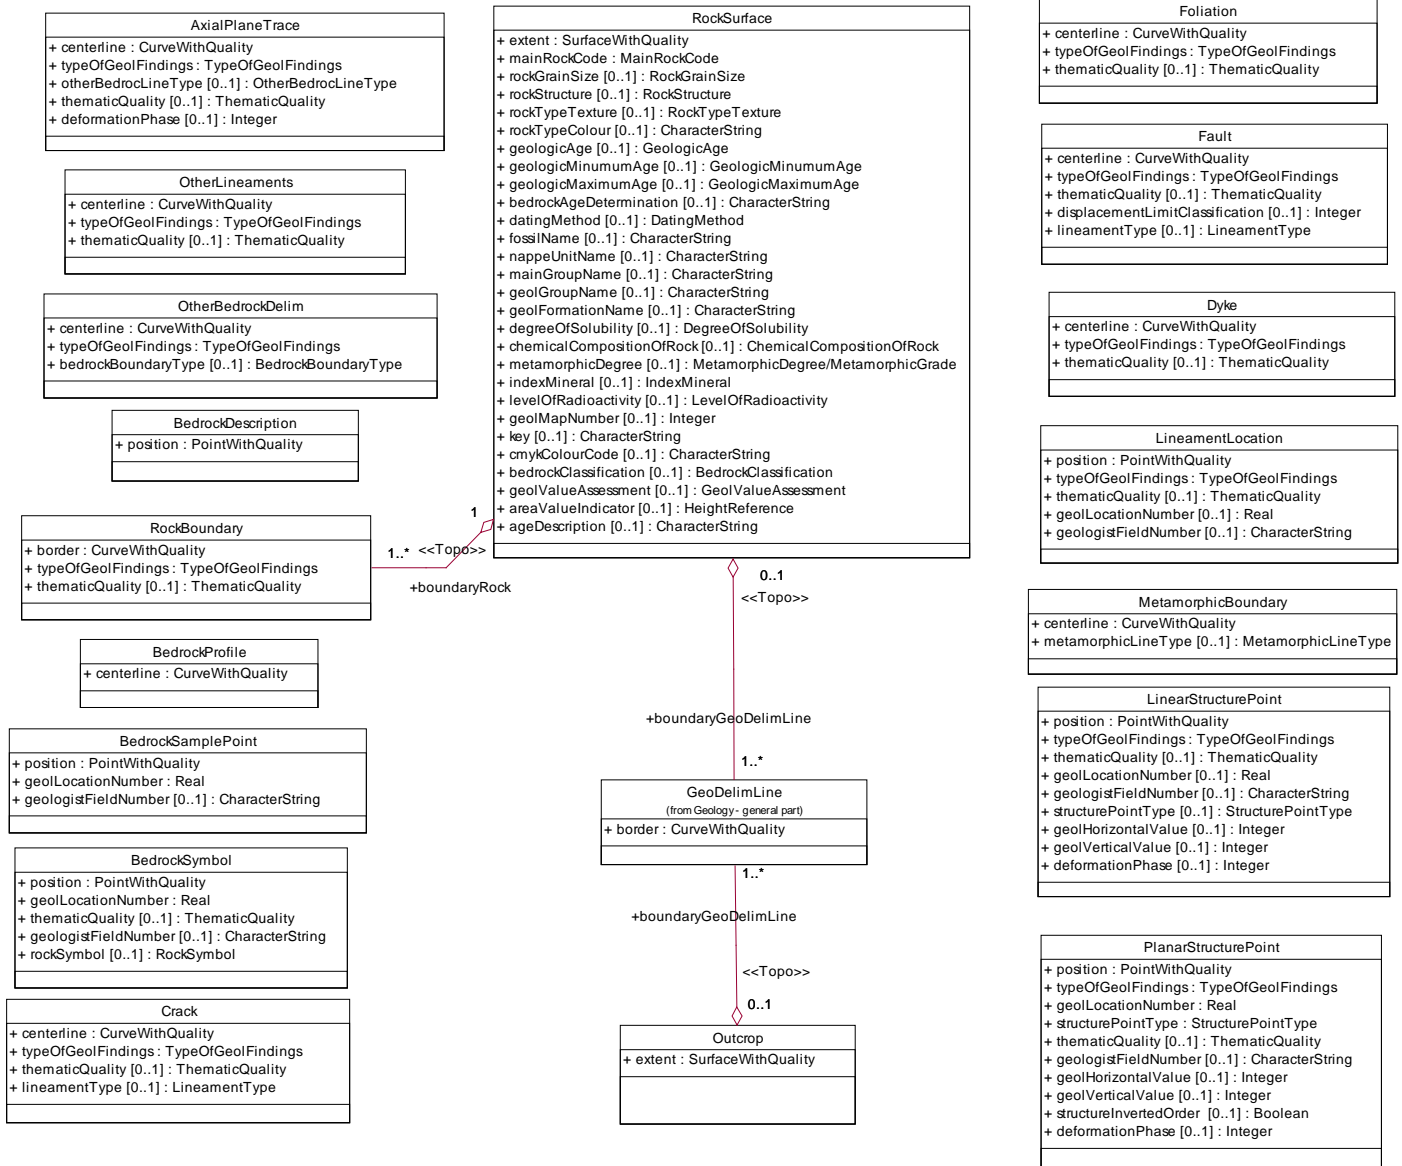 AxialPlaneTrace
+ centerline : CurveWithQuality
+ typeOfGeolFindings : TypeOfGeolFindings
+ otherBedrocLineType [0..1] : OtherBedrocLineType
+ thematicQuality [0..1] : ThematicQuality
+ deformationPhase [0..1] : Integer
OtherLineaments
+ centerline : CurveWithQuality
+ typeOfGeolFindings : TypeOfGeolFindings
+ thematicQuality [0..1] : ThematicQuality
OtherBedrockDelim
+ centerline : CurveWithQuality
+ typeOfGeolFindings : TypeOfGeolFindings
+ bedrockBoundaryType [0..1] : BedrockBoundaryType
BedrockDescription
+ position : PointWithQuality
RockBoundary
+ border : CurveWithQuality
+ typeOfGeolFindings : TypeOfGeolFindings
+ thematicQuality [0..1] : ThematicQuality
BedrockProfile
+ centerline : CurveWithQuality
BedrockSamplePoint
+ position : PointWithQuality
+ geolLocationNumber : Real
+ geologistFieldNumber [0..1] : CharacterString
BedrockSymbol
+ position : PointWithQuality
+ geolLocationNumber : Real
+ thematicQuality [0..1] : ThematicQuality
+ geologistFieldNumber [0..1] : CharacterString
+ rockSymbol [0..1] : RockSymbol
Crack
+ centerline : CurveWithQuality
+ typeOfGeolFindings : TypeOfGeolFindings
+ thematicQuality [0..1] : ThematicQuality
+ lineamentType [0..1] : LineamentType
RockSurface
+ extent : SurfaceWithQuality
+ mainRockCode : MainRockCode
+ rockGrainSize [0..1] : RockGrainSize
+ rockStructure [0..1] : RockStructure
+ rockTypeTexture [0..1] : RockTypeTexture
+ rockTypeColour [0..1] : CharacterString
+ geologicAge [0..1] : GeologicAge
+ geologicMinumumAge [0..1] : GeologicMinumumAge
+ geologicMaximumAge [0..1] : GeologicMaximumAge
+ bedrockAgeDetermination [0..1] : CharacterString
+ datingMethod [0..1] : DatingMethod
+ fossilName [0..1] : CharacterString
+ nappeUnitName [0..1] : CharacterString
+ mainGroupName [0..1] : CharacterString
+ geolGroupName [0..1] : CharacterString
+ geolFormationName [0..1] : CharacterString
+ degreeOfSolubility [0..1] : DegreeOfSolubility
+ chemicalCompositionOfRock [0..1] : ChemicalCompositionOfRock
+ metamorphicDegree [0..1] : MetamorphicDegree/MetamorphicGrade
+ indexMineral [0..1] : IndexMineral
+ levelOfRadioactivity [0..1] : LevelOfRadioactivity
+ geolMapNumber [0..1] : Integer
+ key [0..1] : CharacterString
+ cmykColourCode [0..1] : CharacterString
+ bedrockClassification [0..1] : BedrockClassification
+ geolValueAssessment [0..1] : GeolValueAssessment
+ areaValueIndicator [0..1] : HeightReference
+ ageDescription [0..1] : CharacterString
1
1..* <<Topo>>
+boundaryRock
0..1
<<Topo>>
+boundaryGeoDelimLine
1..*
GeoDelimLine
(from Geology - general part)
+ border : CurveWithQuality
1..*
+boundaryGeoDelimLine
<<Topo>>
0..1
Outcrop
+ extent : SurfaceWithQuality
Foliation
+ centerline : CurveWithQuality
+ typeOfGeolFindings : TypeOfGeolFindings
+ thematicQuality [0..1] : ThematicQuality
Fault
+ centerline : CurveWithQuality
+ typeOfGeolFindings : TypeOfGeolFindings
+ thematicQuality [0..1] : ThematicQuality
+ displacementLimitClassification [0..1] : Integer
+ lineamentType [0..1] : LineamentType
Dyke
+ centerline : CurveWithQuality
+ typeOfGeolFindings : TypeOfGeolFindings
+ thematicQuality [0..1] : ThematicQuality
LineamentLocation
+ position : PointWithQuality
+ typeOfGeolFindings : TypeOfGeolFindings
+ thematicQuality [0..1] : ThematicQuality
+ geolLocationNumber [0..1] : Real
+ geologistFieldNumber [0..1] : CharacterString
MetamorphicBoundary
+ centerline : CurveWithQuality
+ metamorphicLineType [0..1] : MetamorphicLineType
LinearStructurePoint
+ position : PointWithQuality
+ typeOfGeolFindings : TypeOfGeolFindings
+ thematicQuality [0..1] : ThematicQuality
+ geolLocationNumber [0..1] : Real
+ geologistFieldNumber [0..1] : CharacterString
+ structurePointType [0..1] : StructurePointType
+ geolHorizontalValue [0..1] : Integer
+ geolVerticalValue [0..1] : Integer
+ deformationPhase [0..1] : Integer
PlanarStructurePoint
+ position : PointWithQuality
+ typeOfGeolFindings : TypeOfGeolFindings
+ geolLocationNumber : Real
+ structurePointType : StructurePointType
+ thematicQuality [0..1] : ThematicQuality
+ geologistFieldNumber [0..1] : CharacterString
+ geolHorizontalValue [0..1] : Integer
+ geolVerticalValue [0..1] : Integer
+ structureInvertedOrder [0..1] : Boolean
+ deformationPhase [0..1] : Integer